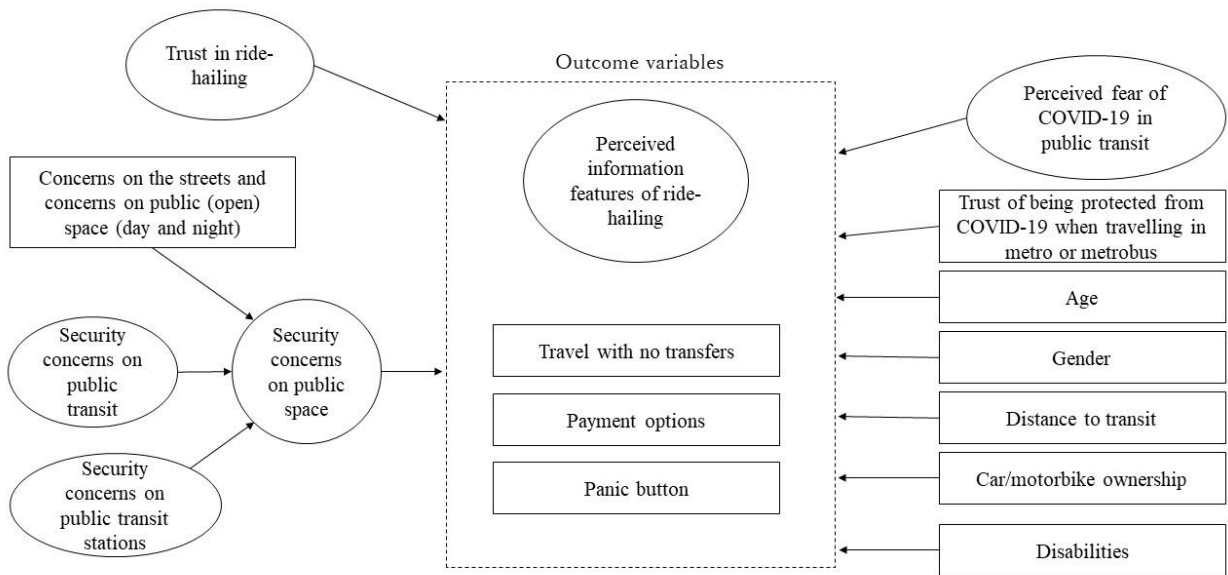 Trust in ride-
hailing
Concerns on the streets and
concerns on public (open)
space (day and night)
Security
concerns on
public
transit
Security
concerns on
public transit
stations
Security
concerns
on public
space
Outcome variables
Perceived
information
features of ride-
hailing
Travel with no transfers
Payment options
Panic button
Perceived fear of
COVID-19 in
public transit
Trust of being protected from
COVID-19 when travelling in
metro or metrobus
Age
Gender
Distance to transit
Car/motorbike ownership
Disabilities